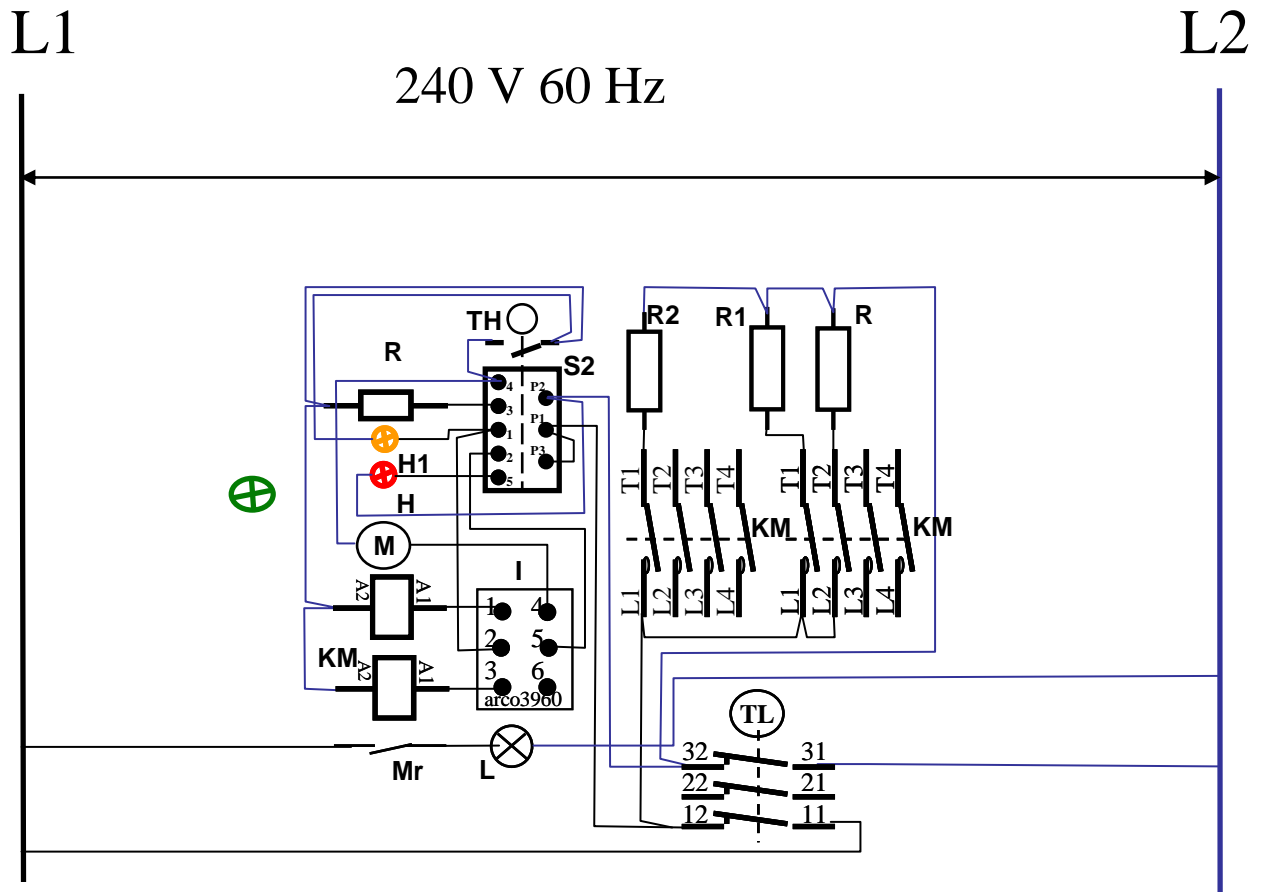 L1 L2
240 V 60 Hz
TH R2 R1 R
R S2
4 P2
3
1 P1
2 P3
H1
5
H
T1 T2 T3 T4 T1 T2 T3 T4
M KM KM
I
A2 A1 1 4 L1 L2 L3 L4 L1 L2 L3 L4
2 5
KM A2 A1 3 6
arco3960
TL
Mr L 32 31
22 21
12 11